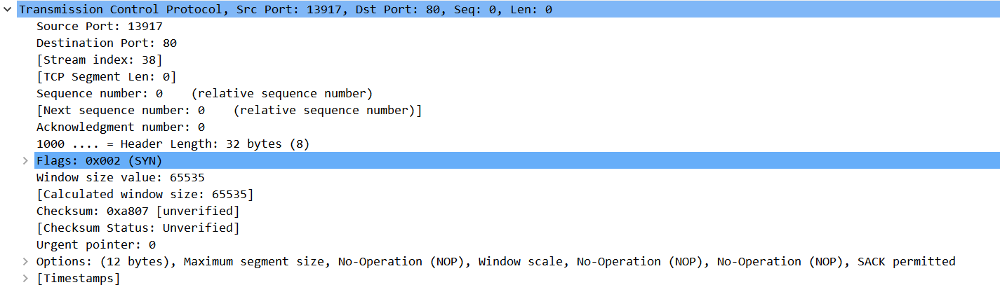 Transmission Control Protocol, Src Port: 13917, Dst Port: 80, Seq: 0, Len: 0
Source Port: 13917
Destination Port: 80
[Stream index: 38]
[TCP Segment Len: 0]
Sequence number: 0    (relative sequence number)
[Next sequence number: 0    (relative sequence number)]
Acknowledgment number: 0
1000 .... = Header Length: 32 bytes (8)
Flags: 0x002 (SYN)
Window size value: 65535
[Calculated window size: 65535]
Checksum: 0xa807 [unverified]
[Checksum Status: Unverified]
Urgent pointer: 0
Options: (12 bytes), Maximum segment size, No-Operation (NOP), Window scale, No-Operation (NOP), No-Operation (NOP), SACK permitted
[Timestamps]